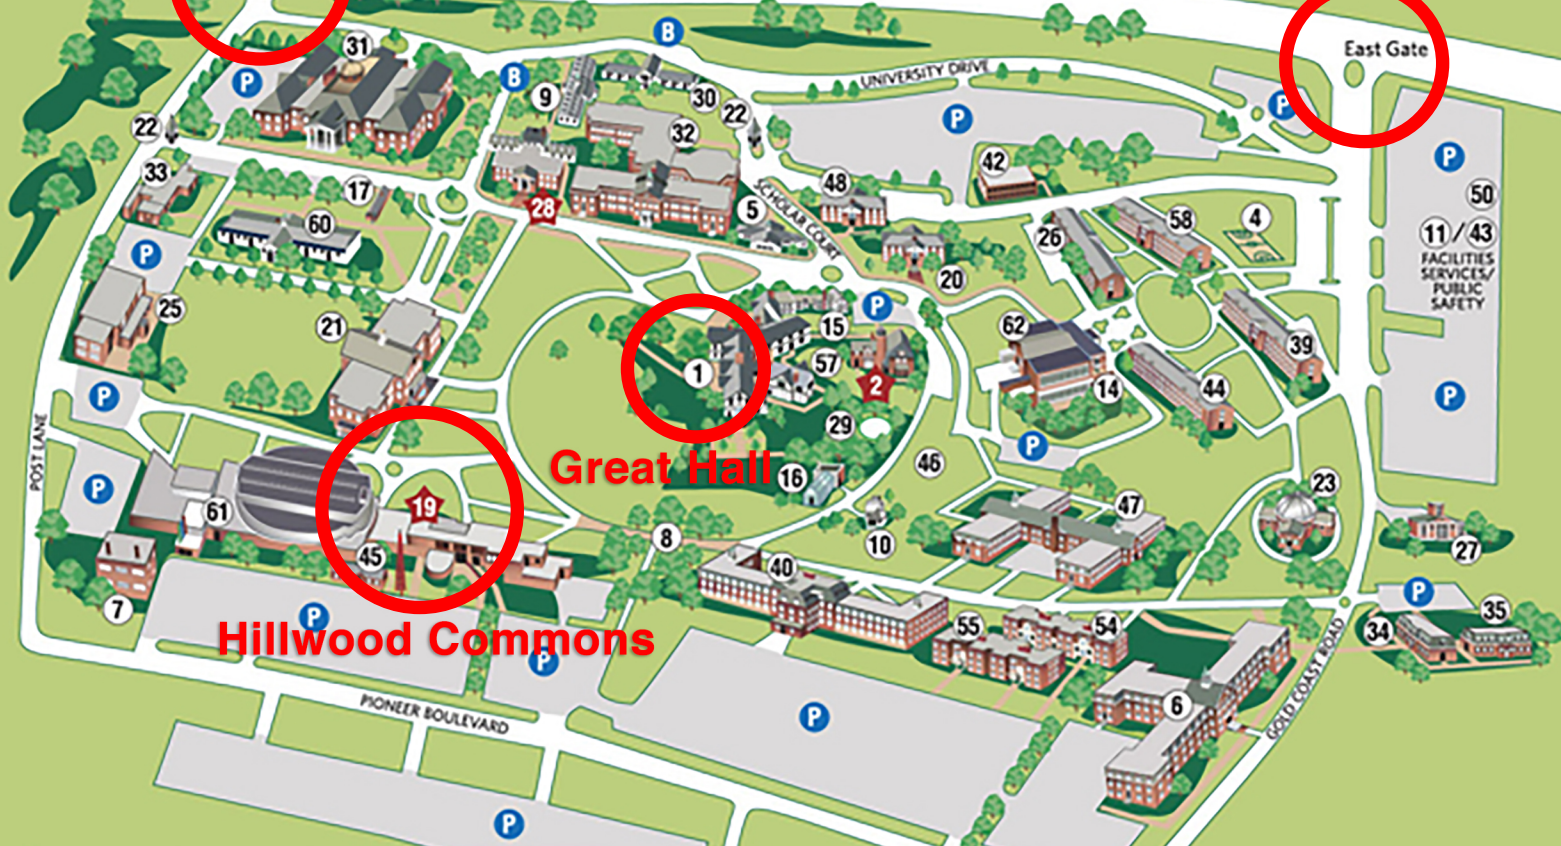 East Gate
31
B
P
B
UNIVERSITY DRIVE
9
30
22
P
P
22
32
P
33
17
42
48
50
28
5
SCHOLAR COURT
58
4
60
26
11 / 43
FACILITIES
SERVICES/
PUBLIC
SAFETY
P
20
25
21
15
P
62
39
1
57
2
14
44
P
P
29
Great Hall
P
46
POST LANE
P
16
23
19
47
61
8
10
27
45
40
7
P
P
35
Hillwood Commons
55
54
34
P
6
PIONEER BOULEVARD
P
GOLD COAST ROAD
P